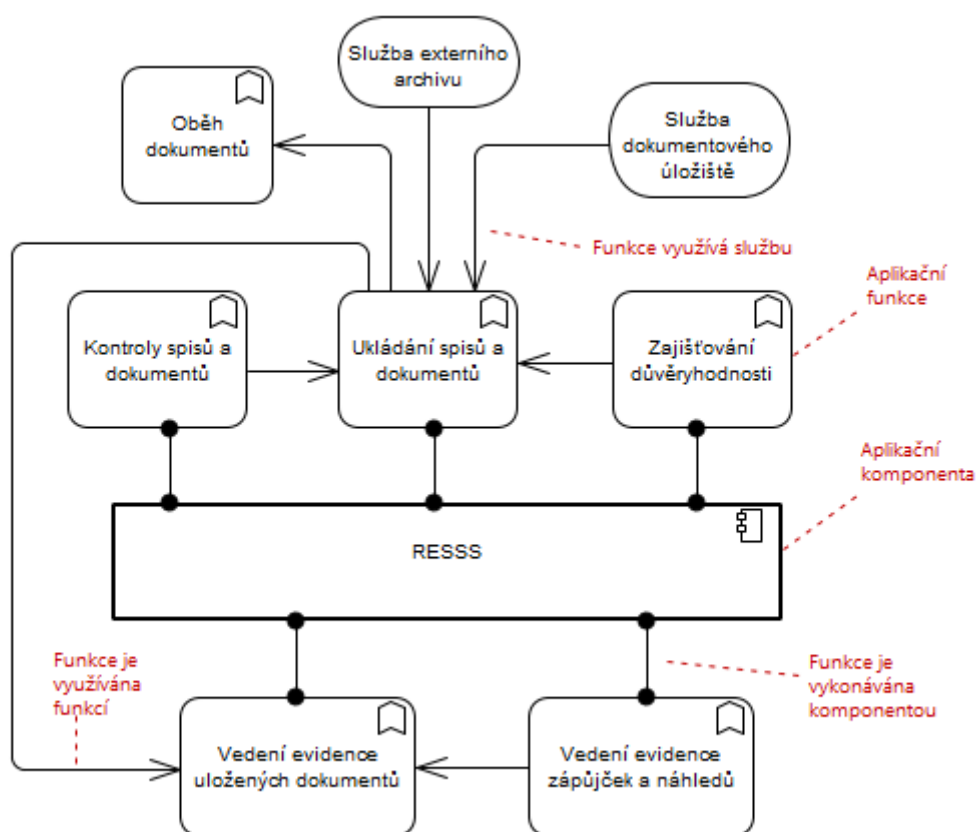 Služba externího
archivu
Oběh
dokumentů
Služba
dokumentového
úložiště
Funkce využívá službu
Aplikační
funkce
Kontroly spisů a
dokumentů
Ukládání spisů a
dokumentů
Zajišťování
důvěryhodnosti
Aplikační
komponenta
RESSS
Funkce je
využívána
funkcí
Funkce je
vykonávána
komponentou
Vedení evidence
uložených dokumentů
Vedení evidence
zápůjček a náhledů